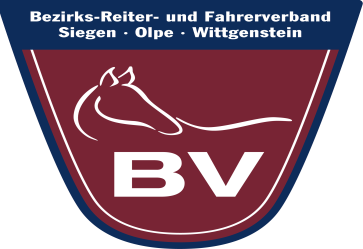 Bezirks-Reiter- und Fahrerverband
Siegen · Olpe · Wittgenstein
BV